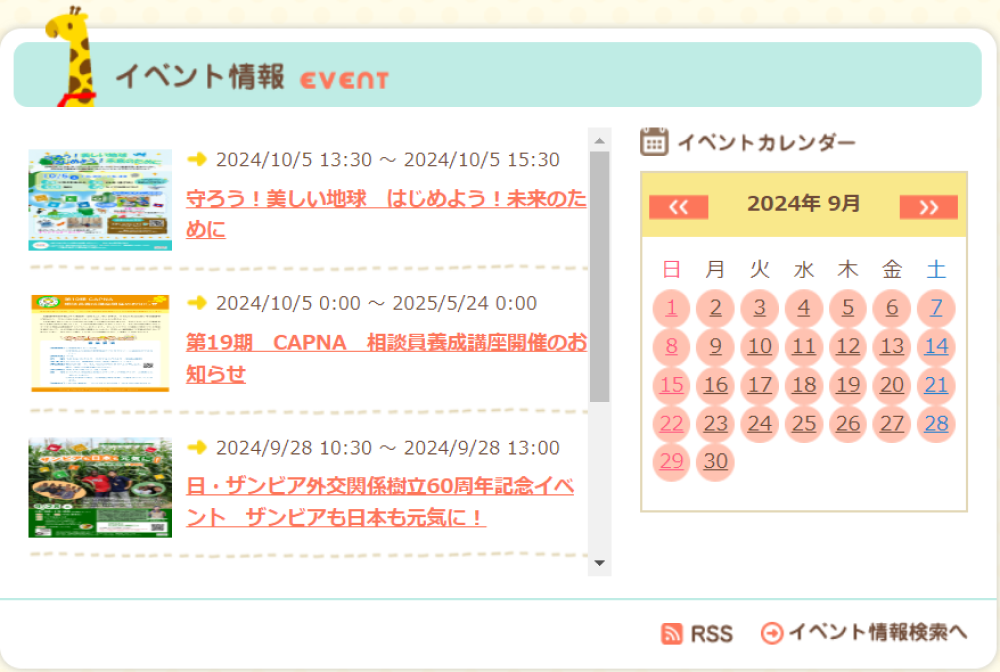 イベント情報 EVENT
2024/10/5 13:30 ～ 2024/10/5 15:30
守ろう！美しい地球　はじめよう！未来のた
めに
2024/10/5 0:00 ～ 2025/5/24 0:00
第19期　CAPNA　相談員養成講座開催のお
知らせ
2024/9/28 10:30 ～ 2024/9/28 13:00
日・ザンビア外交関係樹立60周年記念イベ
ント　ザンビアも日本も元気に！
イベントカレンダー
<< 2024年 9月 >>
日 月 火 水 木 金 土
1 2 3 4 5 6 7
8 9 10 11 12 13 14
15 16 17 18 19 20 21
22 23 24 25 26 27 28
29 30
RSS イベント情報検索へ